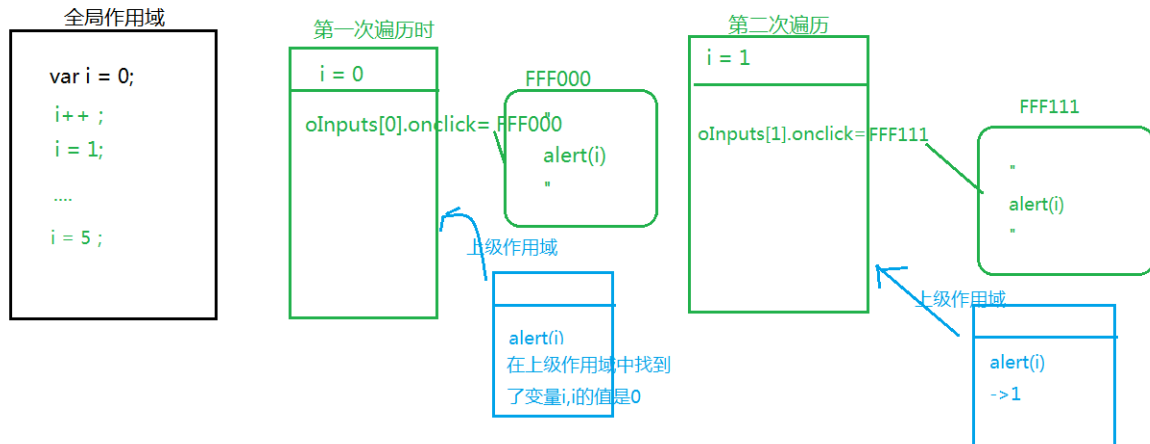 全局作用域
var i = 0;
i++ ;
i = 1;
....
i = 5 ;
第一次遍历时
i = 0
oInputs[0].onclick= FFF000
FFF000
"
alert(i)
"
上级作用域
alert(i)
在上级作用域中找到
了变量i,i的值是0
第二次遍历
i = 1
oInputs[1].onclick=FFF111
FFF111
"
alert(i)
"
上级作用域
alert(i)
->1